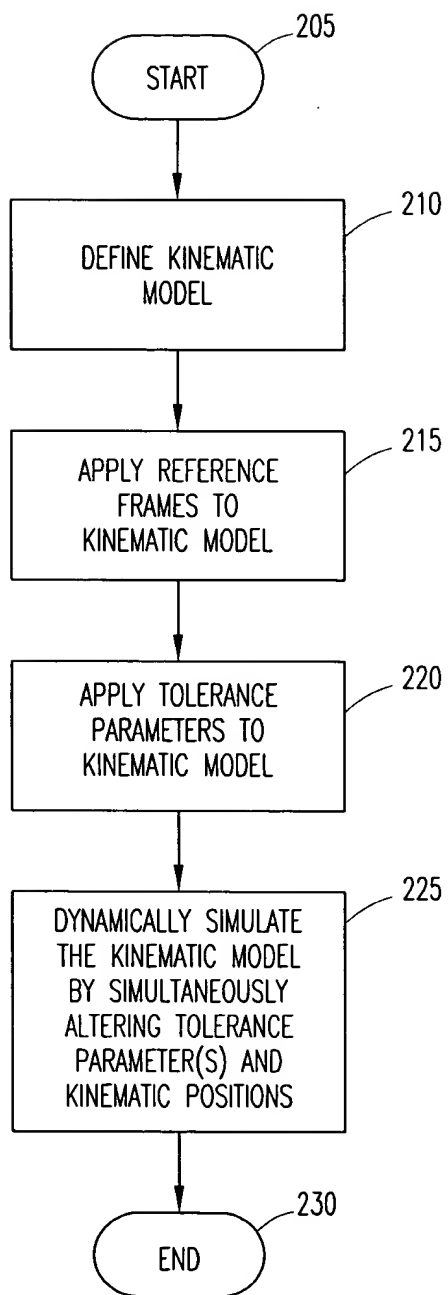 205
START
210
DEFINE KINEMATIC
MODEL
215
APPLY REFERENCE
FRAMES TO
KINEMATIC MODEL
220
APPLY TOLERANCE
PARAMETERS TO
KINEMATIC MODEL
225
DYNAMICALLY SIMULATE
THE KINEMATIC MODEL
BY SIMULTANEOUSLY
ALTERING TOLERANCE
PARAMETER(S) AND
KINEMATIC POSITIONS
230
END